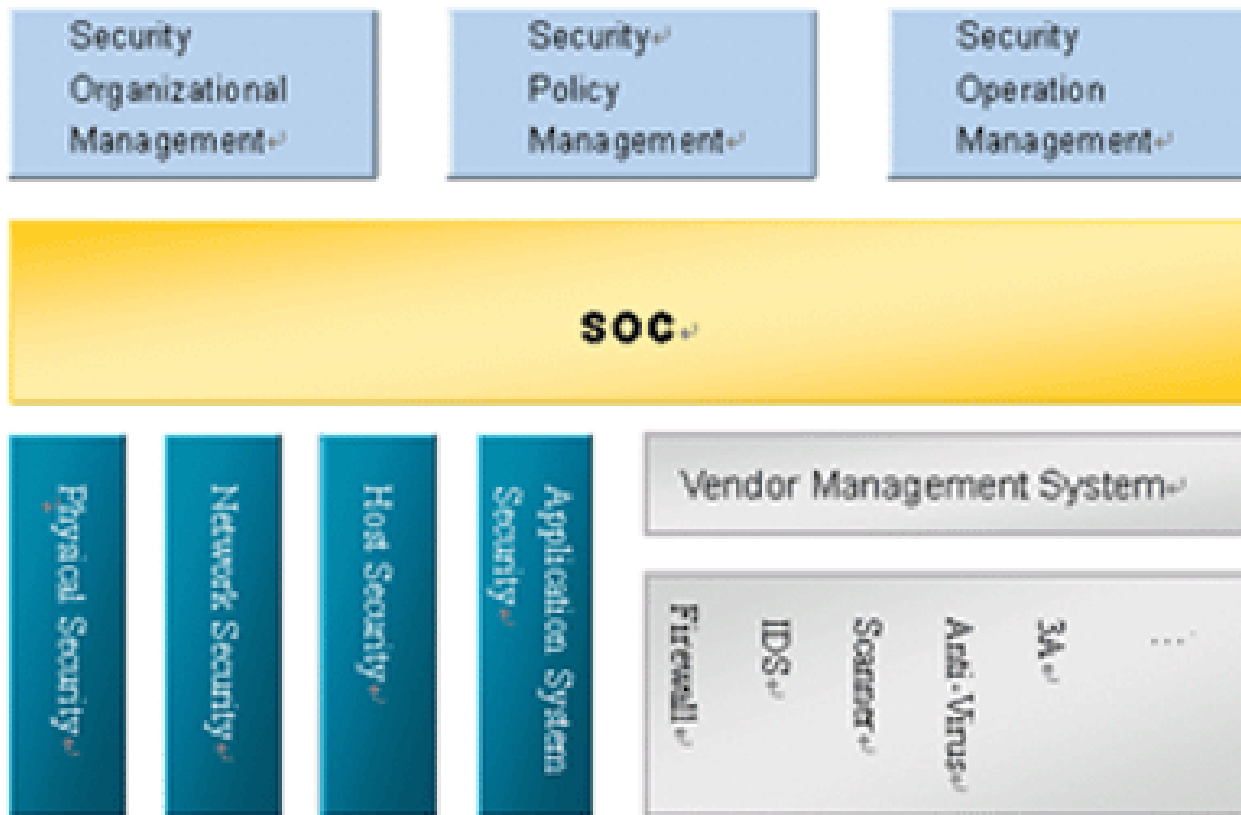 Security
Organizational
Management
Security
Policy
Management
Security
Operation
Management
SOC
Physical Security
Network Security
Host Security
Application System
Security
Vendor Management System
Firewall
IDS
Scanner
Anti-Virus
3A
...